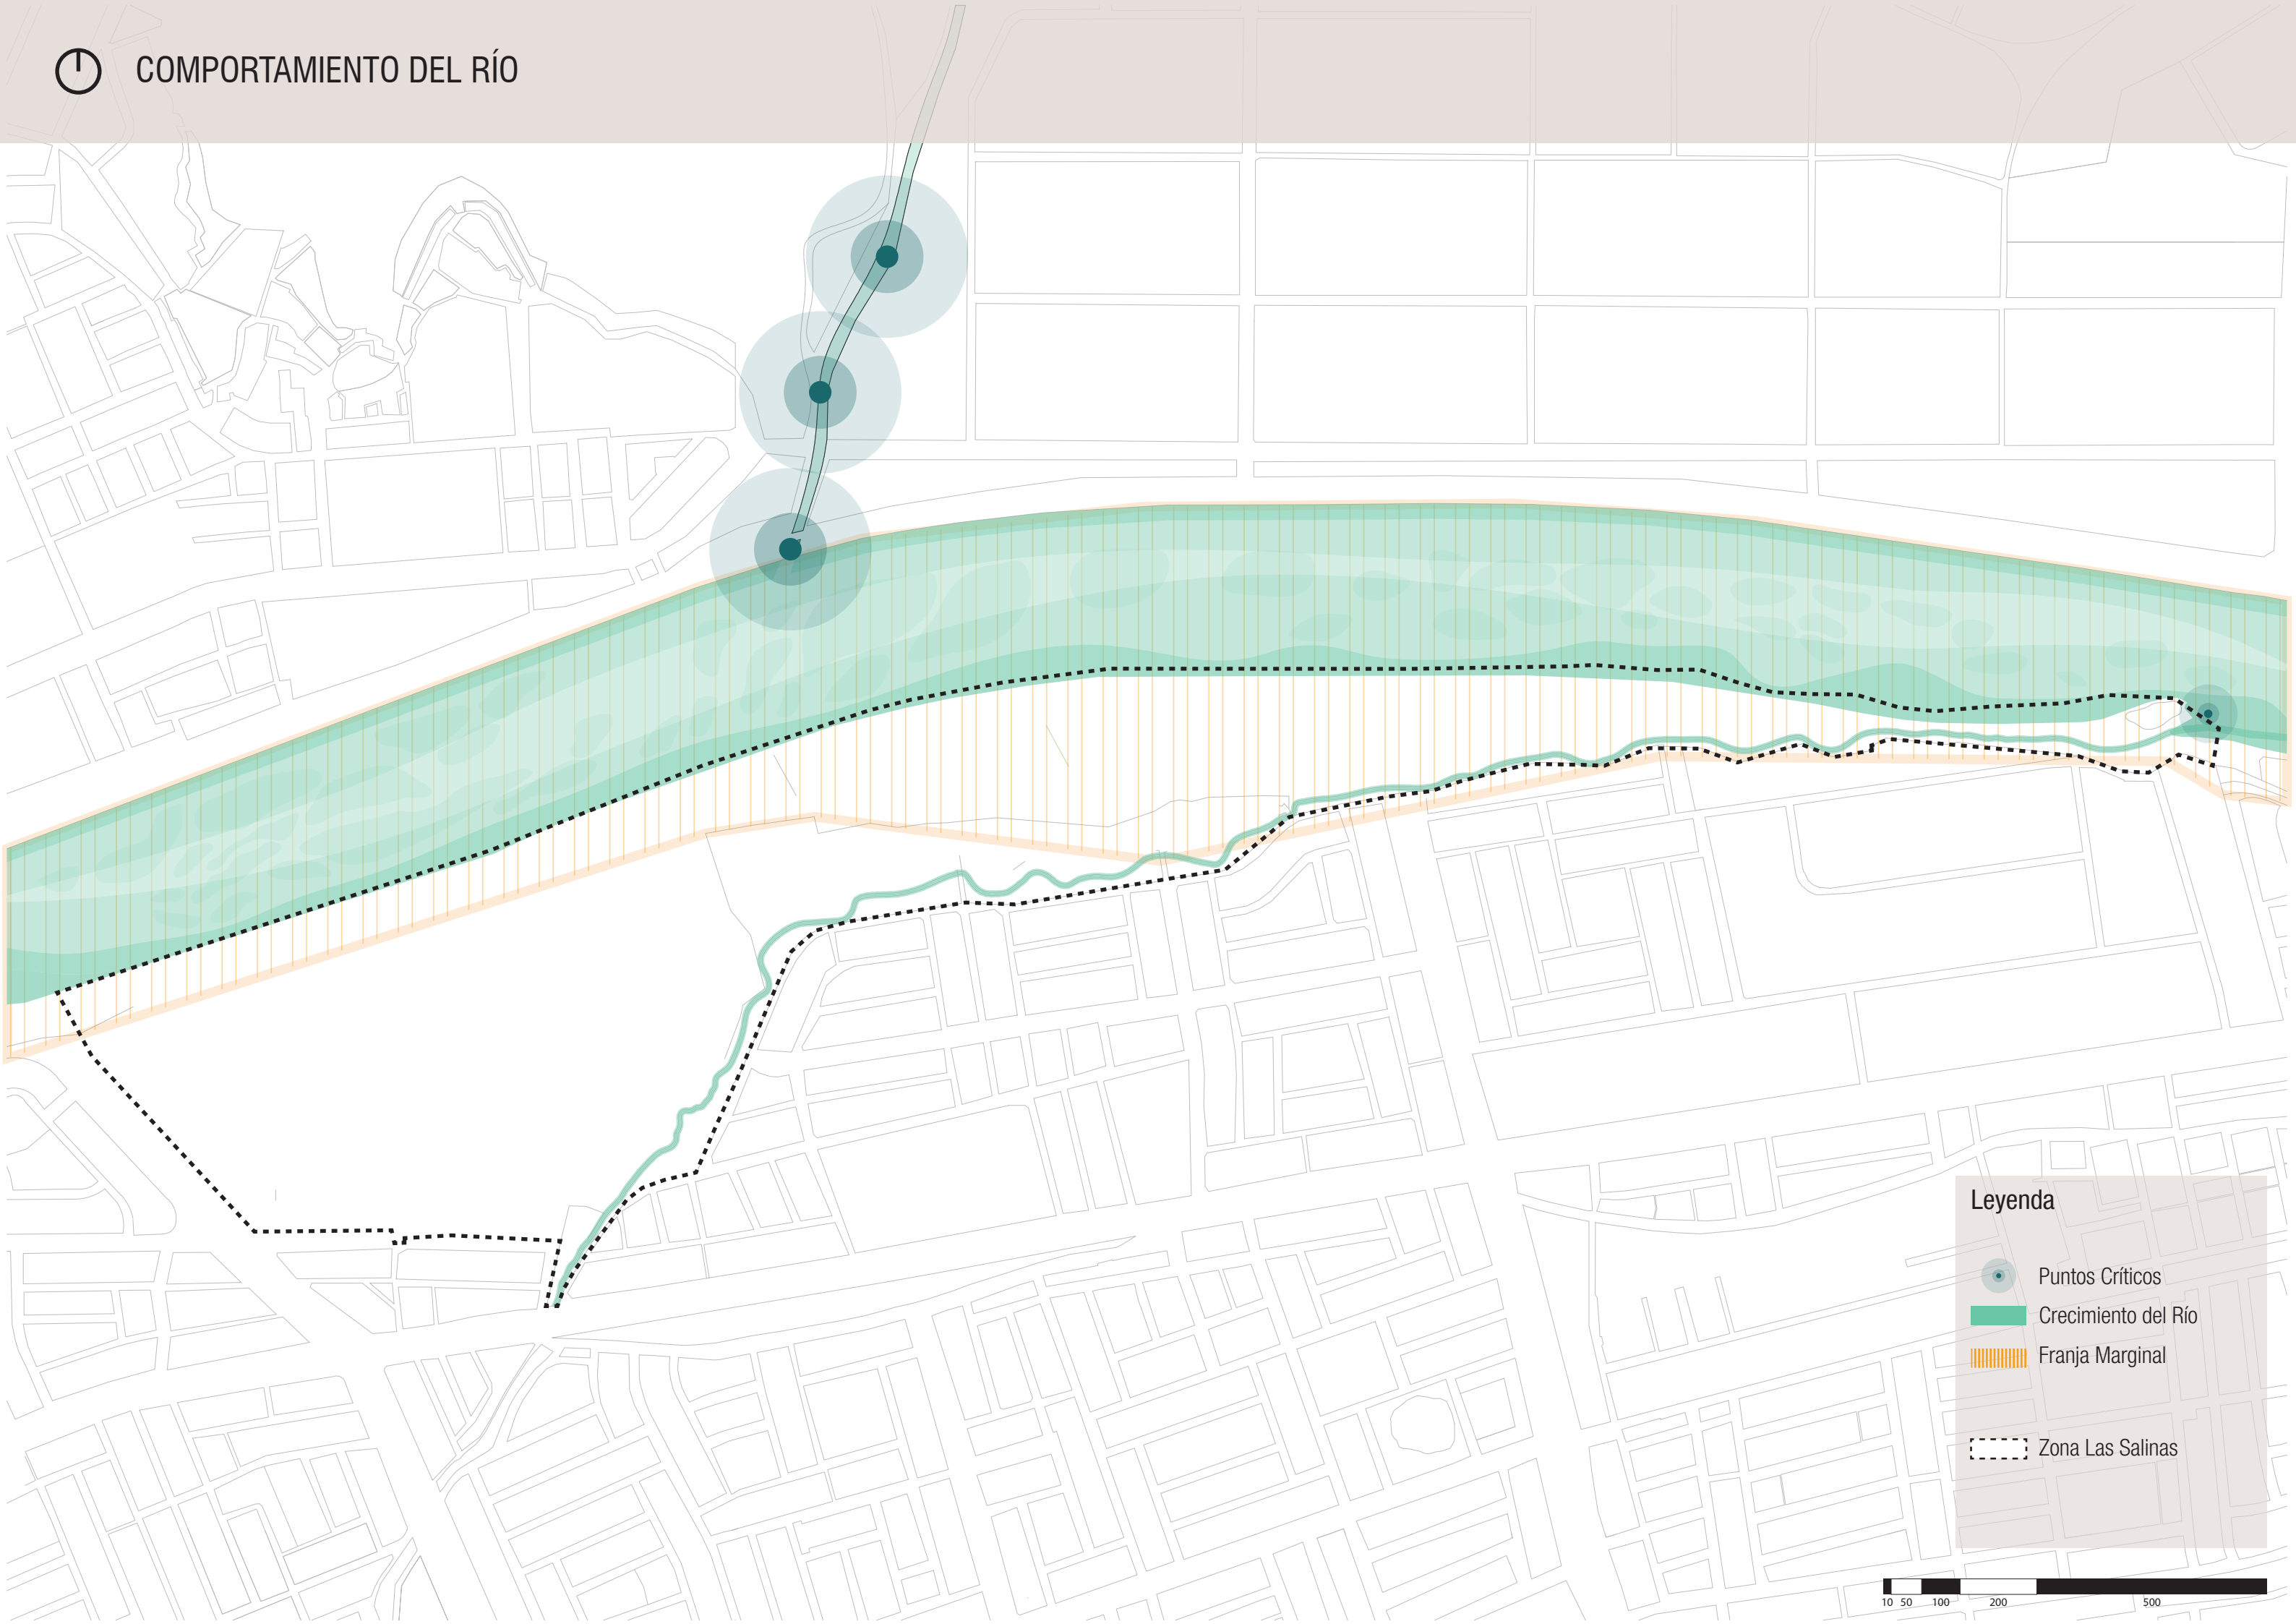 COMPORTAMIENTO DEL RÍO
Leyenda
Puntos Críticos
Crecimiento del Río
Franja Marginal
Zona Las Salinas
10 50 100 200 500